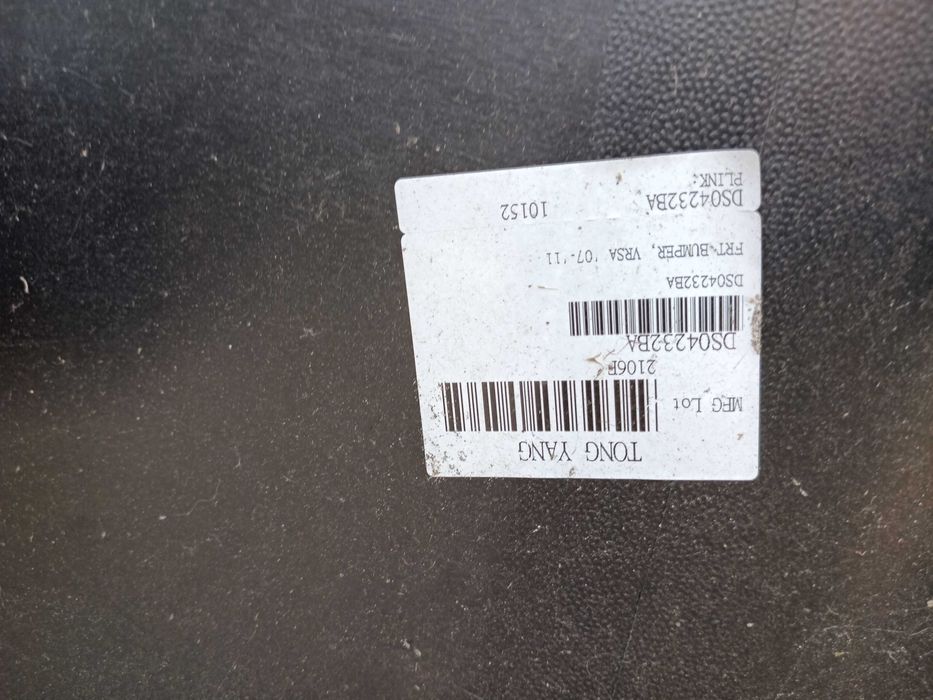 TONG YANG
MFG Lot
2106F
DS04232BA
DS04232BA
FRT-BUMPER, VRSA '07-'11
DS04232BA 10152
PLINK: